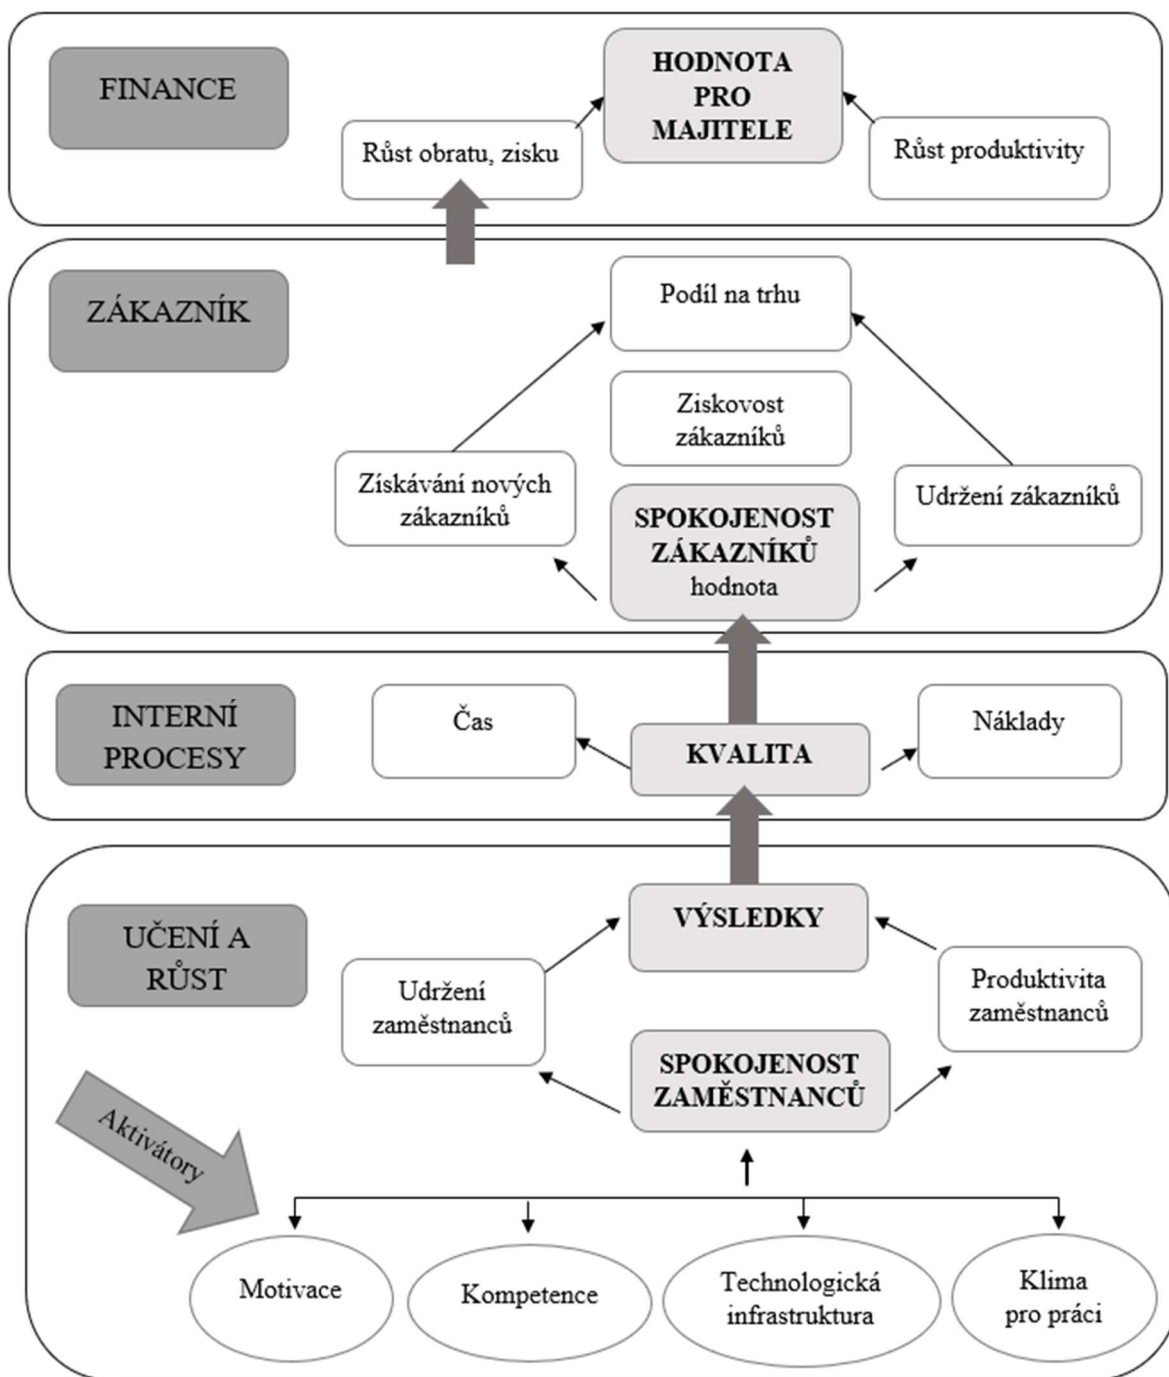 FINANCE
HODNOTA
PRO
MAJITELE
Růst obratu, zisku
Růst produktivity
ZÁKAZNÍK
Podíl na trhu
Ziskovost
zákazníků
Získávání nových
zákazníků
SPOKOJENOST
ZÁKAZNÍKŮ
hodnota
Udržení zákazníků
INTERNÍ
PROCESY
Čas
KVALITA
Náklady
UČENÍ A
RŮST
VÝSLEDKY
Udržení
zaměstnanců
Produktivita
zaměstnanců
SPOKOJENOST
ZAMĚSTNANCŮ
Aktivátory
Motivace
Kompetence
Technologická
infrastruktura
Klima
pro práci